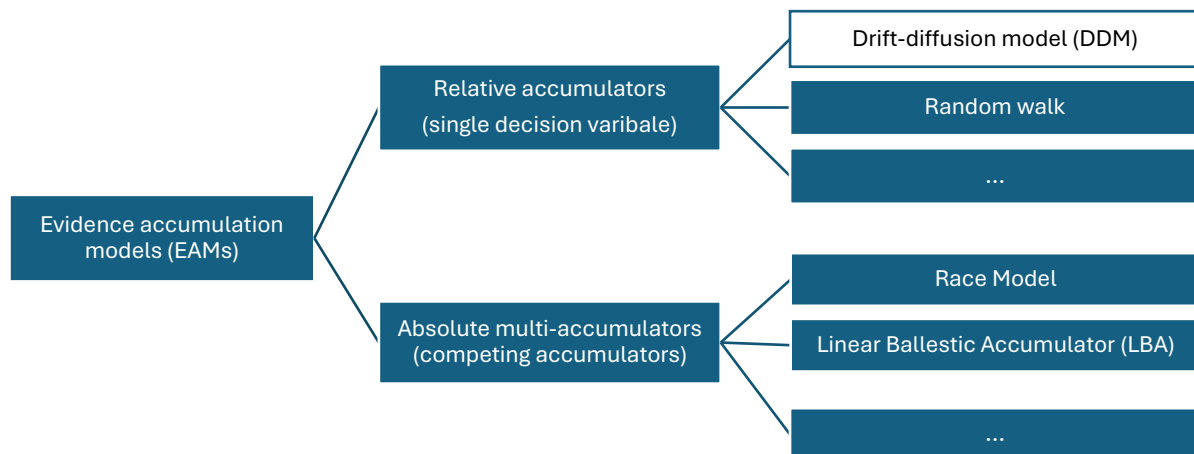 Drift-diffusion model (DDM)
Relative accumulators
(single decision varibale)
Random walk
...
Evidence accumulation
models (EAMs)
Race Model
Absolute multi-accumulators
(competing accumulators)
Linear Ballestic Accumulator (LBA)
...